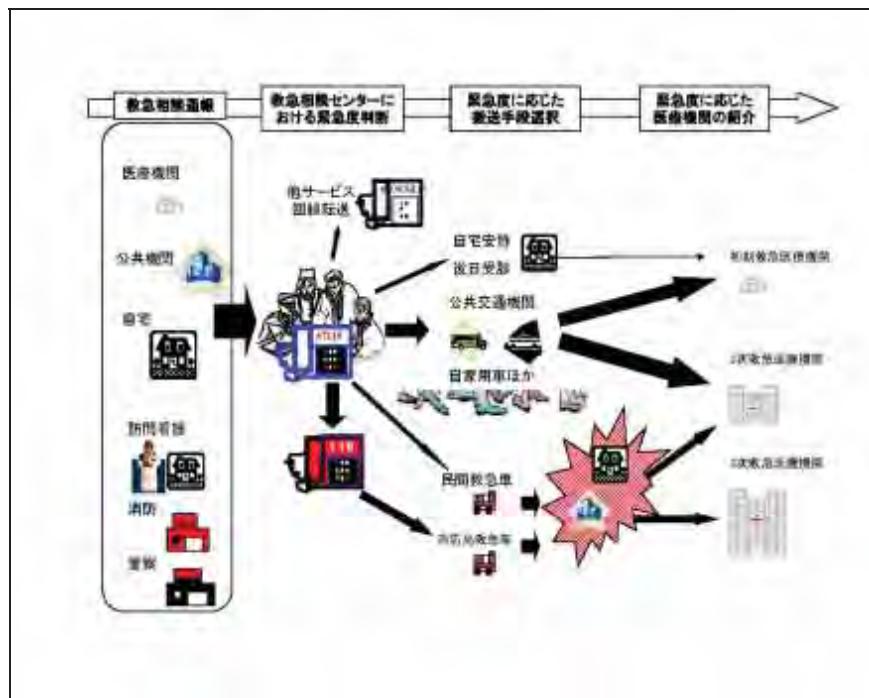 救急相談通報
救急相談センターに
おける緊急度判断
緊急度に応じた
搬送手段選択
緊急度に応じた
医療機関の紹介
医療機関
公共機関
自宅
訪問看護
消防
警察
他サービス
回線転送
自宅安静
後日受診
公共交通機関
自家用車ほか
民間救急車
消防救急車
初期救急医療機関
2次救急医療機関
3次救急医療機関
119